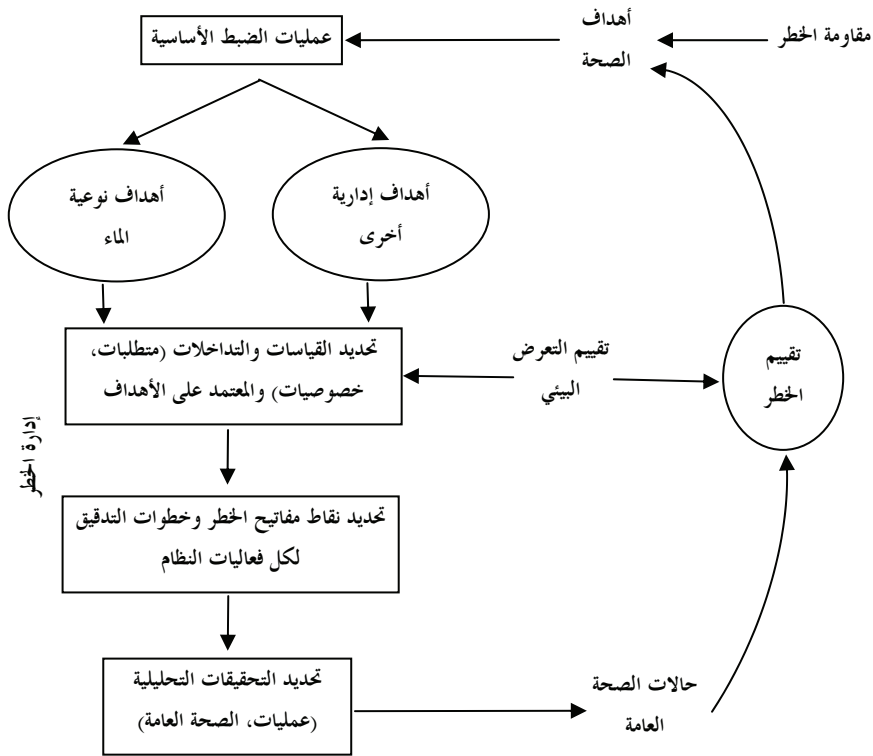 مقاومة الخطر
أهداف
الصحة
عمليات الضبط الأساسية
أهداف إدارية
أخرى
أهداف نوعية
الماء
تقييم
الخطر
تقييم التعرض
البيئي
تحديد القياسات والتداخلات (متطلبات،
خصوصيات) والمعتمد على الأهداف
إدارة الخطر
تحديد نقاط مفاتيح الخطر وخطوات التدقيق
لكل فعاليات النظام
تحديد التحقيقات التحليلية
(عمليات، الصحة العامة)
حالات الصحة
العامة